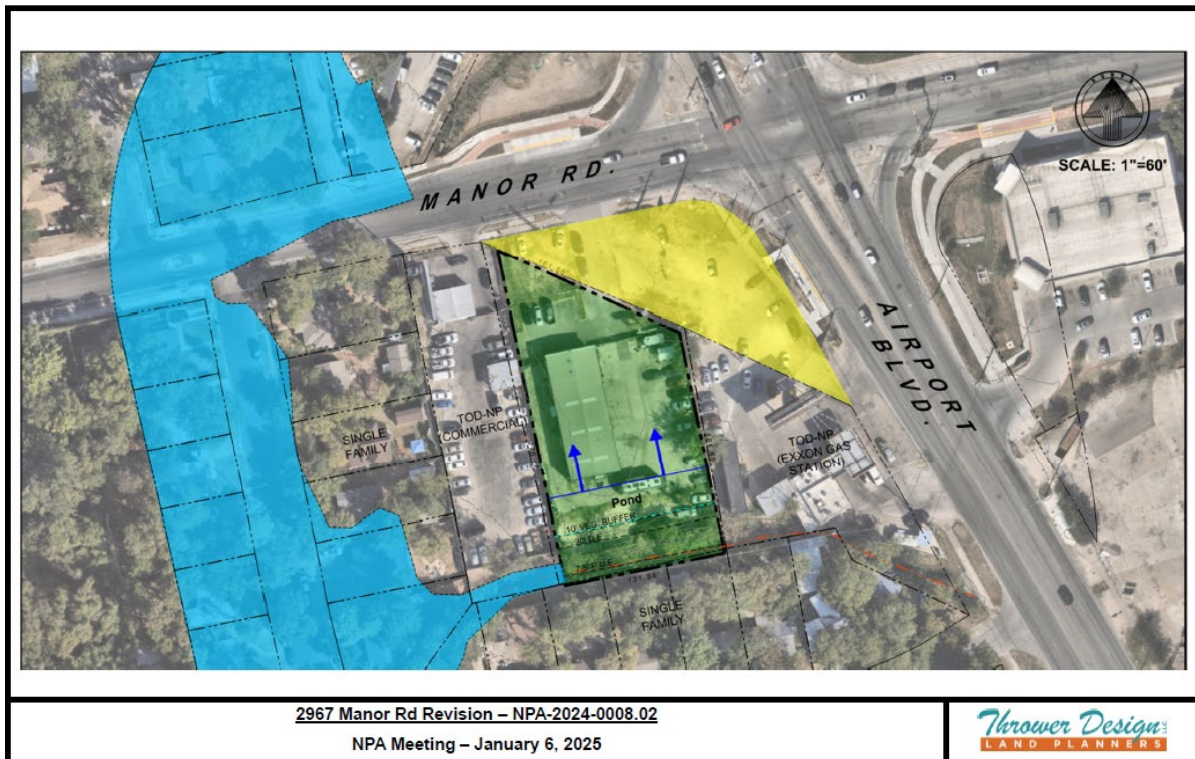 NORTH
SCALE: 1"=60'
MANOR RD.
AIRPORT
BLVD.
SINGLE
FAMILY
TOD-NP
(COMMERCIAL)
TOD-NP
(EXXON GAS
STATION)
Pond
10' VEG. BUFFER
SINGLE
FAMILY
2967 Manor Rd Revision – NPA-2024-0008.02
NPA Meeting – January 6, 2025
Thrower Design LLC
LAND PLANNERS